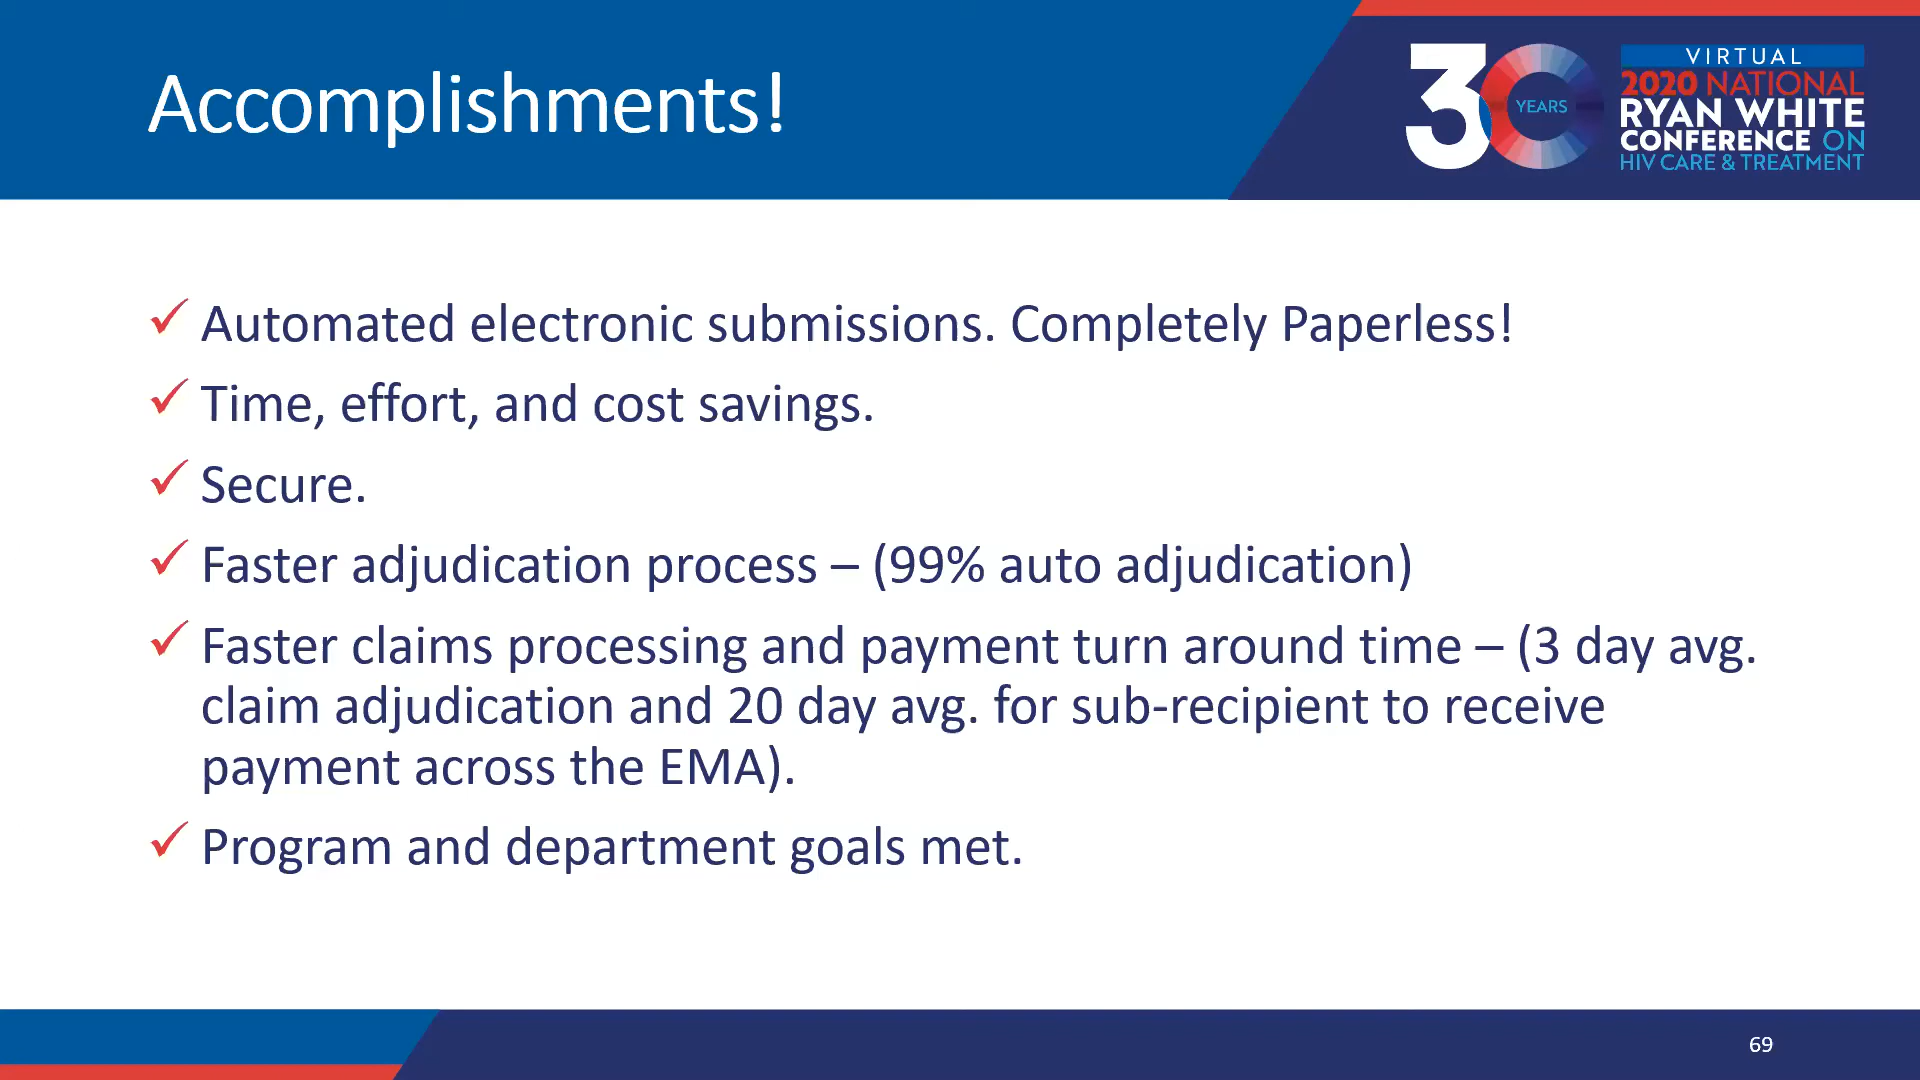 Accomplishments!
30
YEARS
VIRTUAL
2020 NATIONAL
RYAN WHITE
CONFERENCE ON
HIV CARE & TREATMENT
✓ Automated electronic submissions. Completely Paperless!
✓ Time, effort, and cost savings.
✓ Secure.
✓ Faster adjudication process – (99% auto adjudication)
✓ Faster claims processing and payment turn around time – (3 day avg.
claim adjudication and 20 day avg. for sub-recipient to receive
payment across the EMA).
✓ Program and department goals met.
69